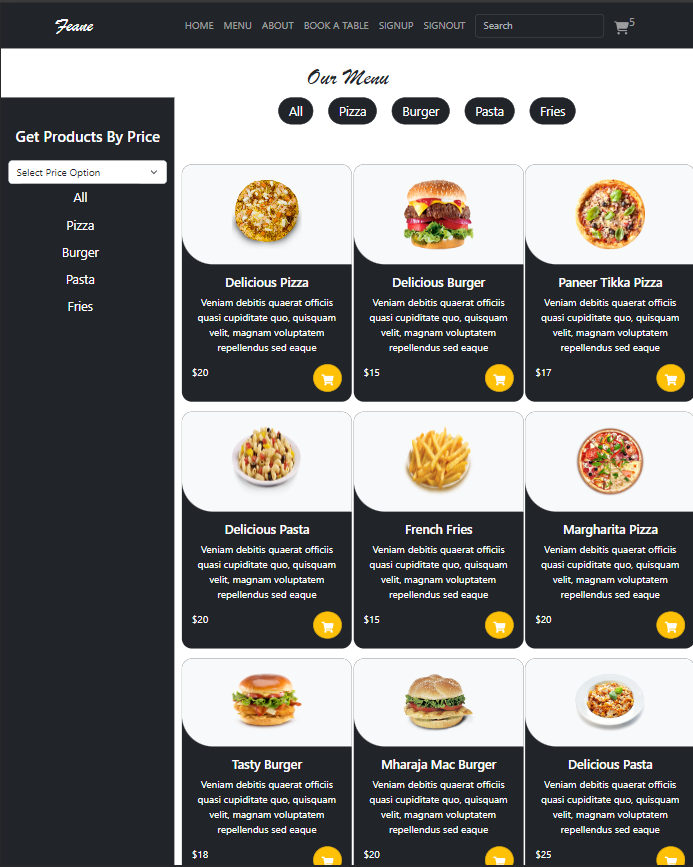 Feane
HOME MENU ABOUT BOOK A TABLE SIGNUP SIGNOUT Search 5
Our Menu
All Pizza Burger Pasta Fries
Get Products By Price
Select Price Option
All
Pizza
Burger
Pasta
Fries
Delicious Pizza
Veniam debitis quaerat officiis
quasi cupiditate quo, quisquam
velit, magnam voluptatem
repellendus sed eaque
$20
Delicious Burger
Veniam debitis quaerat officiis
quasi cupiditate quo, quisquam
velit, magnam voluptatem
repellendus sed eaque
$15
Paneer Tikka Pizza
Veniam debitis quaerat officiis
quasi cupiditate quo, quisquam
velit, magnam voluptatem
repellendus sed eaque
$17
Delicious Pasta
Veniam debitis quaerat officiis
quasi cupiditate quo, quisquam
velit, magnam voluptatem
repellendus sed eaque
$20
French Fries
Veniam debitis quaerat officiis
quasi cupiditate quo, quisquam
velit, magnam voluptatem
repellendus sed eaque
$15
Margharita Pizza
Veniam debitis quaerat officiis
quasi cupiditate quo, quisquam
velit, magnam voluptatem
repellendus sed eaque
$20
Tasty Burger
Veniam debitis quaerat officiis
quasi cupiditate quo, quisquam
velit, magnam voluptatem
repellendus sed eaque
$18
Mharaja Mac Burger
Veniam debitis quaerat officiis
quasi cupiditate quo, quisquam
velit, magnam voluptatem
repellendus sed eaque
$20
Delicious Pasta
Veniam debitis quaerat officiis
quasi cupiditate quo, quisquam
velit, magnam voluptatem
repellendus sed eaque
$25